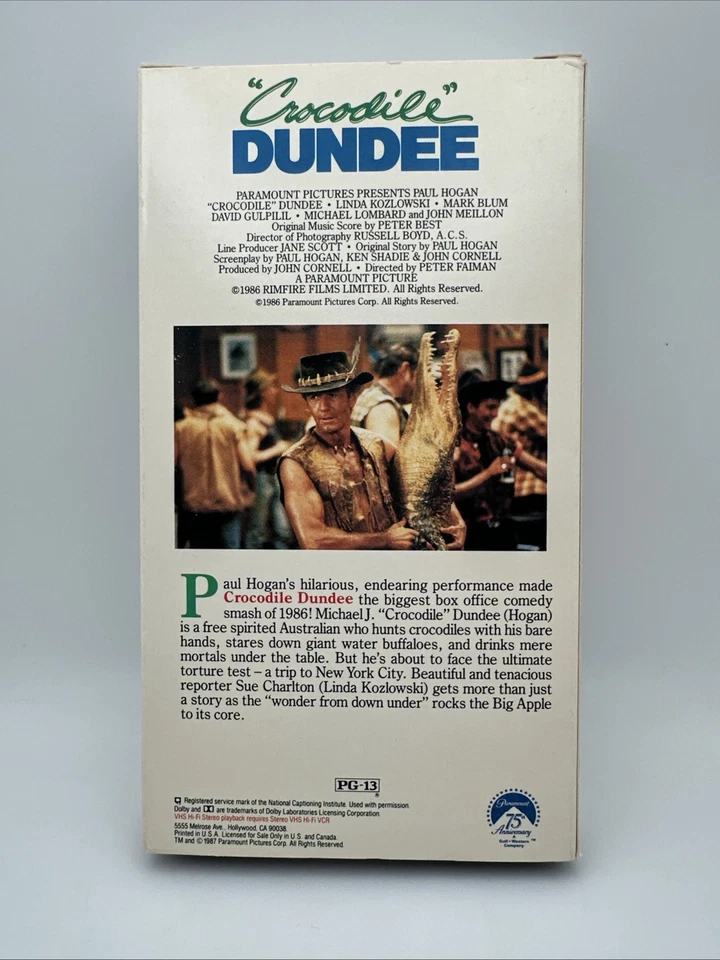 "Crocodile"
DUNDEE
PARAMOUNT PICTURES PRESENTS PAUL HOGAN
"CROCODILE" DUNDEE • LINDA KOZLOWSKI • MARK BLUM
DAVID GULPILIL • MICHAEL LOMBARD and JOHN MEILLON
Original Music Score by PETER BEST
Director of Photography RUSSELL BOYD, A.C.S.
Line Producer JANE SCOTT • Original Story by PAUL HOGAN
Screenplay by PAUL HOGAN, KEN SHADIE & JOHN CORNELL
Produced by JOHN CORNELL • Directed by PETER FAIMAN
A PARAMOUNT PICTURE
©1986 RIMFIRE FILMS LIMITED. All Rights Reserved.
©1986 Paramount Pictures Corp. All Rights Reserved.
Paul Hogan's hilarious, endearing performance made
Crocodile Dundee the biggest box office comedy
smash of 1986! Michael J. "Crocodile" Dundee (Hogan)
is a free spirited Australian who hunts crocodiles with his bare
hands, stares down giant water buffaloes, and drinks mere
mortals under the table. But he's about to face the ultimate
torture test – a trip to New York City. Beautiful and tenacious
reporter Sue Charlton (Linda Kozlowski) gets more than just
a story as the "wonder from down under" rocks the Big Apple
to its core.
PG-13
®
Registered service mark of the National Captioning Institute. Used with permission.
Dolby and are trademarks of Dolby Laboratories Licensing Corporation.
VHS Hi-Fi Stereo playback requires Stereo VHS Hi-Fi VCR
5555 Melrose Ave., Hollywood, CA 90038
Printed in U.S.A. Licensed for Sale Only in U.S. and Canada.
TM and © 1987 Paramount Pictures Corp. All Rights Reserved.
Paramount
75th
Anniversary
Gulf+Western
Company
TM